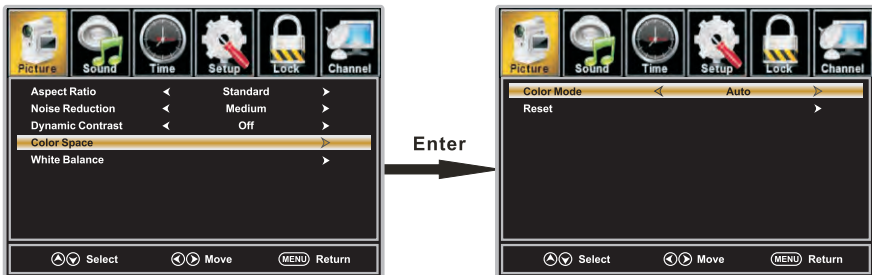 Picture Sound Time Setup Lock Channel
Aspect Ratio Standard
Noise Reduction Medium
Dynamic Contrast Off
Color Space
White Balance
Select Move MENU Return
Enter
Picture Sound Time Setup Lock Channel
Color Mode Auto
Reset
Select Move MENU Return